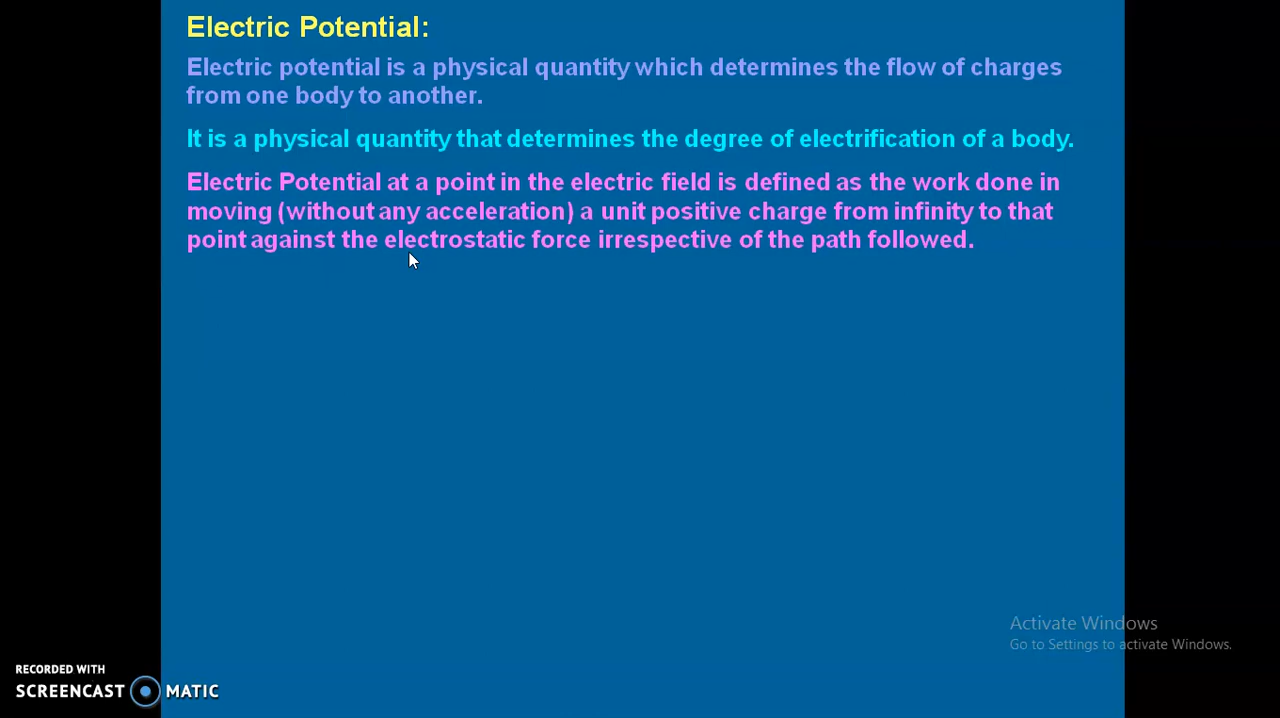 Electric Potential:
Electric potential is a physical quantity which determines the flow of charges
from one body to another.
It is a physical quantity that determines the degree of electrification of a body.
Electric Potential at a point in the electric field is defined as the work done in
moving (without any acceleration) a unit positive charge from infinity to that
point against the electrostatic force irrespective of the path followed.
Activate Windows
Go to Settings to activate Windows.
RECORDED WITH
SCREENCAST MATIC